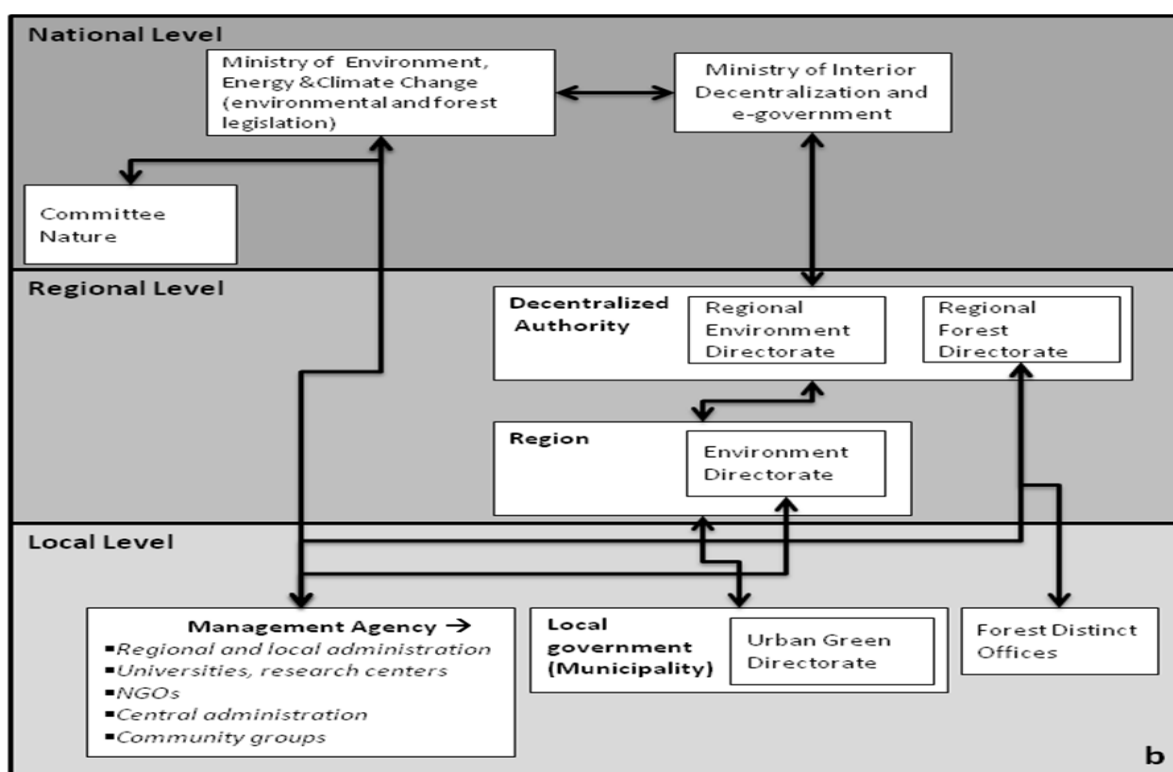 National Level
Ministry of Environment,
Energy &Climate Change
(environmental and forest
legislation)
Ministry of Interior
Decentralization and
e-government
Committee
Nature
Regional Level
Decentralized
Authority
Regional
Environment
Directorate
Regional
Forest
Directorate
Region
Environment
Directorate
Local Level
Management Agency →
▪Regional and local administration
▪Universities, research centers
▪NGOs
▪Central administration
▪Community groups
Local
government
(Municipality)
Urban Green
Directorate
Forest Distinct
Offices
b